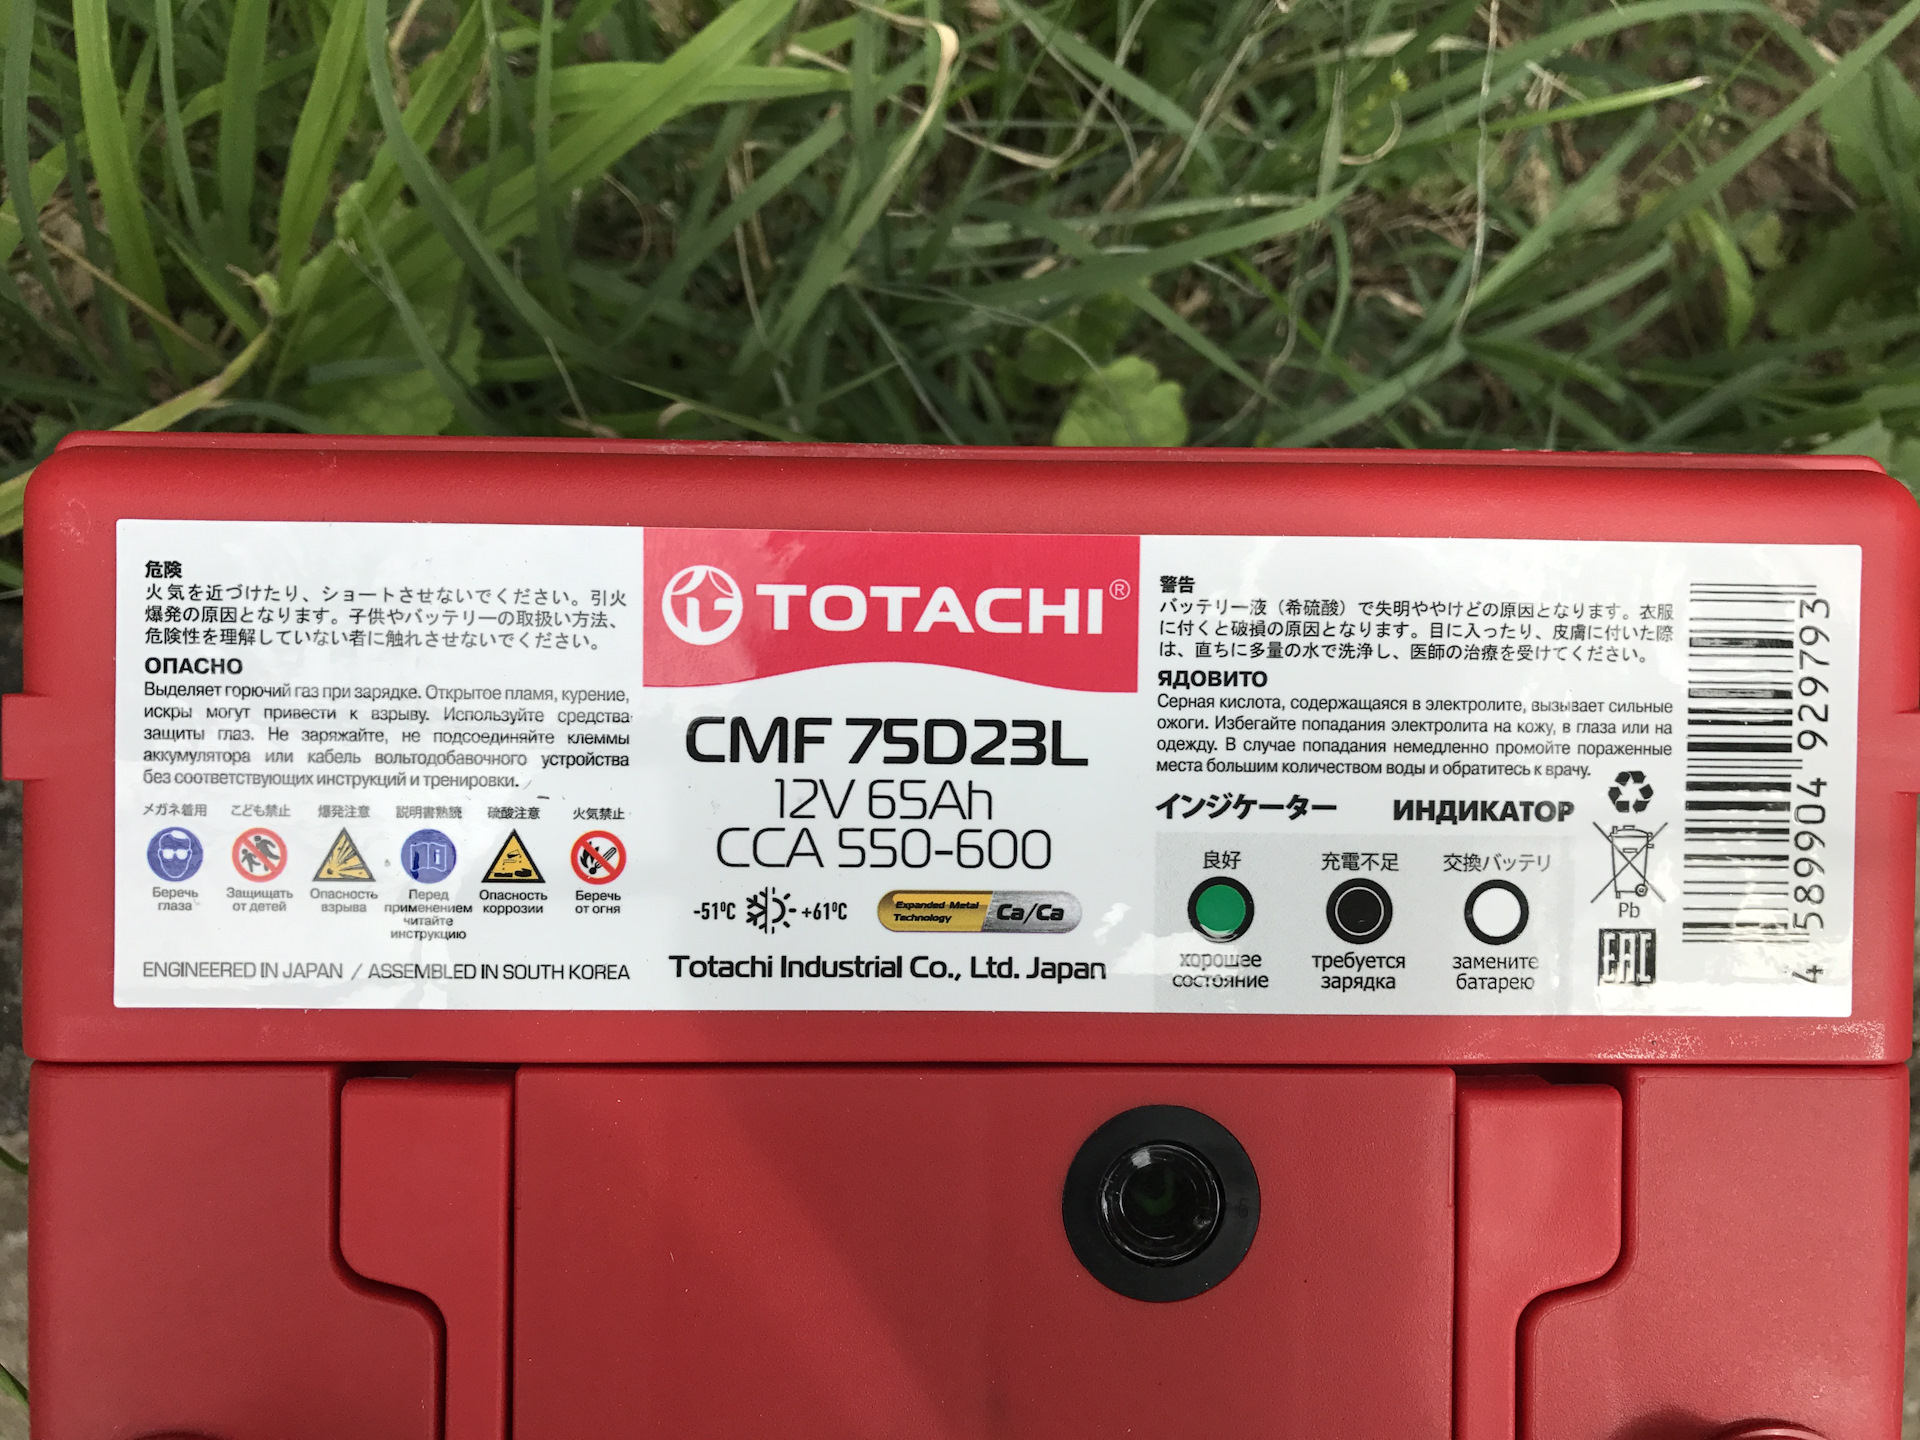 危険
火気を近づけたり、ショートさせないでください。引火
爆発の原因となります。子供やバッテリーの取扱い方法、
危険性を理解していない者に触れさせないでください。
ОПАСНО
Выделяет горючий газ при зарядке. Открытое пламя, курение,
искры могут привести к взрыву. Используйте средства
защиты глаз. Не заряжайте, не подсоединяйте клеммы
аккумулятора или кабель вольтодобавочного устройства
без соответствующих инструкций и тренировки.
メガネ着用 こども禁止 爆発注意 説明書熟読 硫酸注意 火気禁止
Беречь глаза
Защищать от детей
Опасность взрыва
Перед применением читайте инструкцию
Опасность коррозии
Беречь от огня
ENGINEERED IN JAPAN / ASSEMBLED IN SOUTH KOREA
TOTACHI®
CMF 75D23L
12V 65Ah
CCA 550-600
-51°C +61°C
Expanded Metal
Technology
Ca/Ca
Totachi Industrial Co., Ltd. Japan
警告
バッテリー液（希硫酸）で失明ややけどの原因となります。衣服
に付くと破損の原因となります。目に入ったり、皮膚に付いた際
は、直ちに多量の水で洗浄し、医師の治療を受けてください。
ЯДОВИТО
Серная кислота, содержащаяся в электролите, вызывает сильные
ожоги. Избегайте попадания электролита на кожу, в глаза или на
одежду. В случае попадания немедленно промойте пораженные
места большим количеством воды и обратитесь к врачу.
インジケーター ИНДИКАТОР
良好 充電不足 交換バッテリ
хорошее состояние
требуется зарядка
замените батарею
Pb
EAC
4 589904 929793